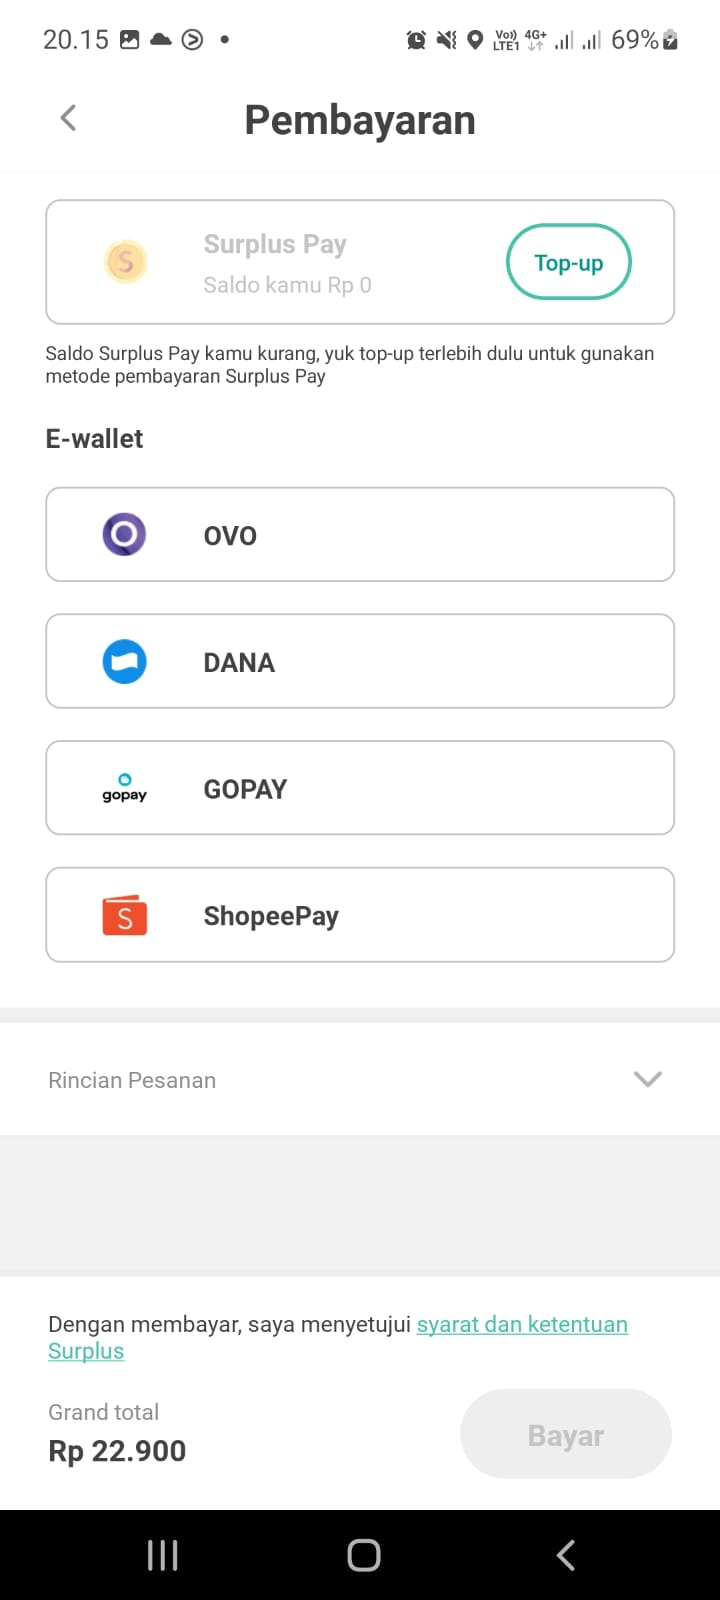 20.15
Vo)) 4G+
LTE1
69%
Pembayaran
S
Surplus Pay
Saldo kamu Rp 0
Top-up
Saldo Surplus Pay kamu kurang, yuk top-up terlebih dulu untuk gunakan
metode pembayaran Surplus Pay
E-wallet
OVO
DANA
gopay
GOPAY
S
ShopeePay
Rincian Pesanan
Dengan membayar, saya menyetujui syarat dan ketentuan
Surplus
Grand total
Rp 22.900
Bayar